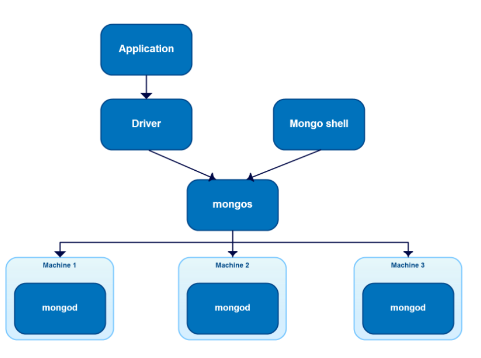 Application
Driver
Mongo shell
mongos
Machine 1
Machine 2
Machine 3
mongod
mongod
mongod